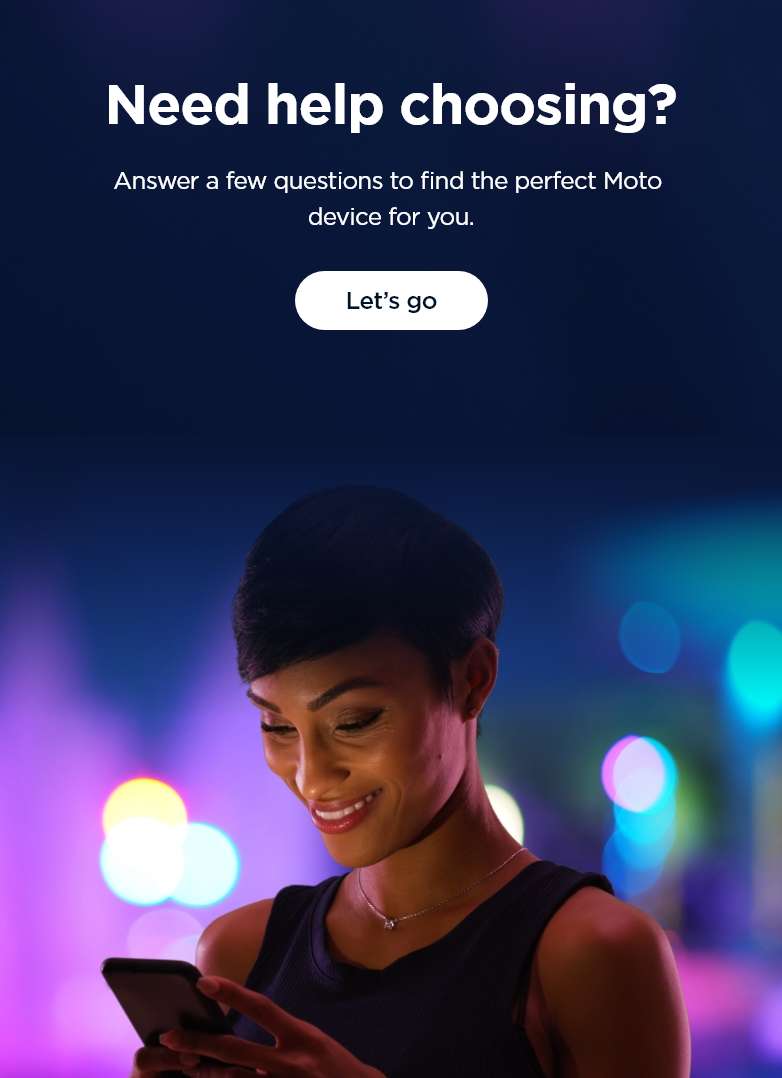 Need help choosing?
Answer a few questions to find the perfect Moto
device for you.
Let’s go